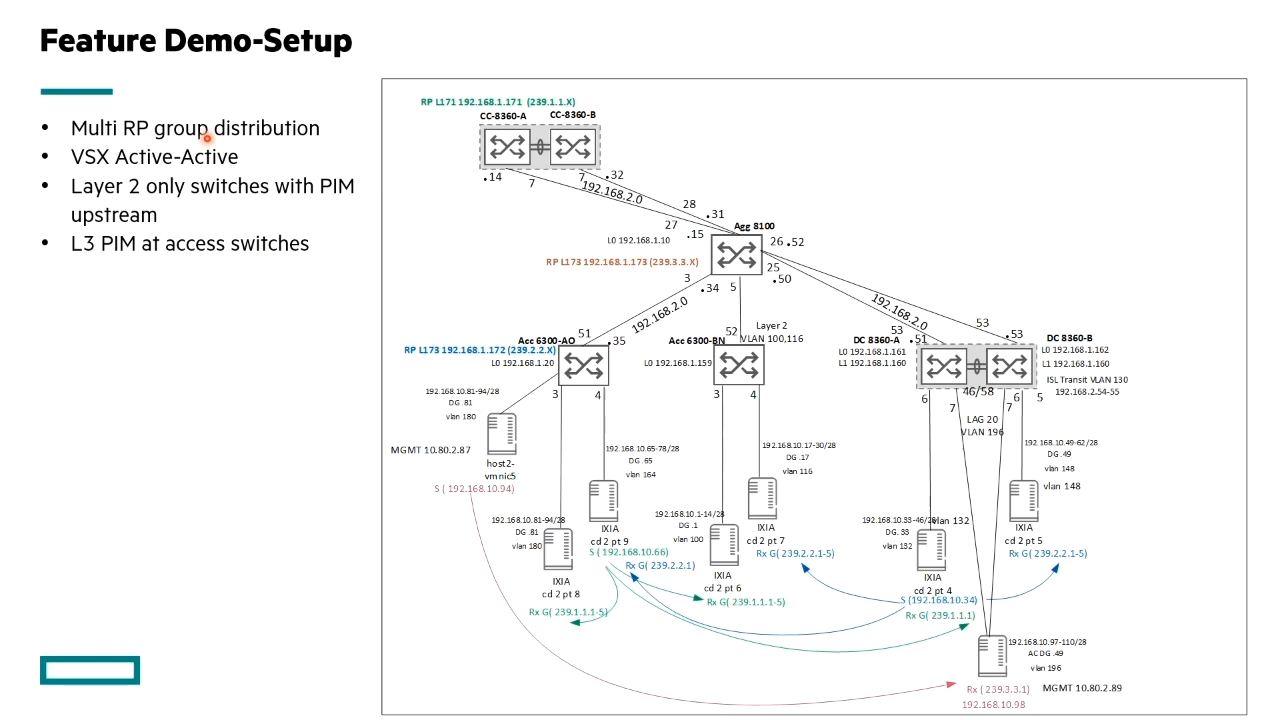 Feature Demo-Setup
• Multi RP group distribution
• VSX Active-Active
• Layer 2 only switches with PIM
upstream
• L3 PIM at access switches
RP L171 192.168.1.171 (239.1.1.X)
CC-8360-A
CC-8360-B
.14
7
7
.32
192.168.2.0
28
.31
27
.15
Agg 8100
L0 192.168.1.10
26
.52
RP L173 192.168.1.173 (239.3.3.X)
25
.50
3
.34
5
192.168.2.0
192.168.2.0
51
.35
Acc 6300-AO
RP L173 192.168.1.172 (239.2.2.X)
L0 192.168.1.20
52
Layer 2
VLAN 100,116
Acc 6300-BN
L0 192.168.1.159
53
.51
53
.53
DC 8360-A
L0 192.168.1.161
L1 192.168.1.160
DC 8360-B
L0 192.168.1.162
L1 192.168.1.160
ISL Transit VLAN 130
192.168.2.54-55
46/58
3
4
3
4
6
7
7
6
5
LAG 20
VLAN 196
192.168.10.81-94/28
DG .81
vlan 180
MGMT 10.80.2.87
host2-
vmnic5
S ( 192.168.10.94)
192.168.10.65-78/28
DG .65
vlan 164
192.168.10.17-30/28
DG .17
vlan 116
192.168.10.49-62/28
DG .49
vlan 148
vlan 148
192.168.10.81-94/28
DG .81
vlan 180
IXIA
cd 2 pt 9
S ( 192.168.10.66)
Rx G( 239.2.2.1)
192.168.10.1-14/28
DG .1
vlan 100
IXIA
cd 2 pt 7
Rx G( 239.2.2.1-5)
192.168.10.33-46/28
DG. 33
vlan 132
vlan 132
IXIA
cd 2 pt 5
Rx G( 239.2.2.1-5)
IXIA
cd 2 pt 8
Rx G( 239.1.1.1-5)
IXIA
cd 2 pt 6
Rx G( 239.1.1.1-5)
IXIA
cd 2 pt 4
S (192.168.10.34)
Rx G( 239.1.1.1)
192.168.10.97-110/28
AC DG .49
vlan 196
Rx ( 239.3.3.1)
MGMT 10.80.2.89
192.168.10.98